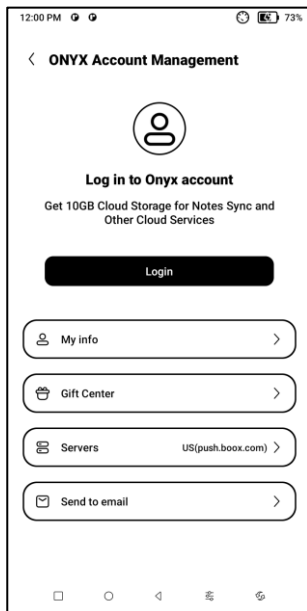 12:00 PM 73%
ONYX Account Management
Log in to Onyx account
Get 10GB Cloud Storage for Notes Sync and
Other Cloud Services
Login
My info
Gift Center
Servers US(push.boox.com)
Send to email